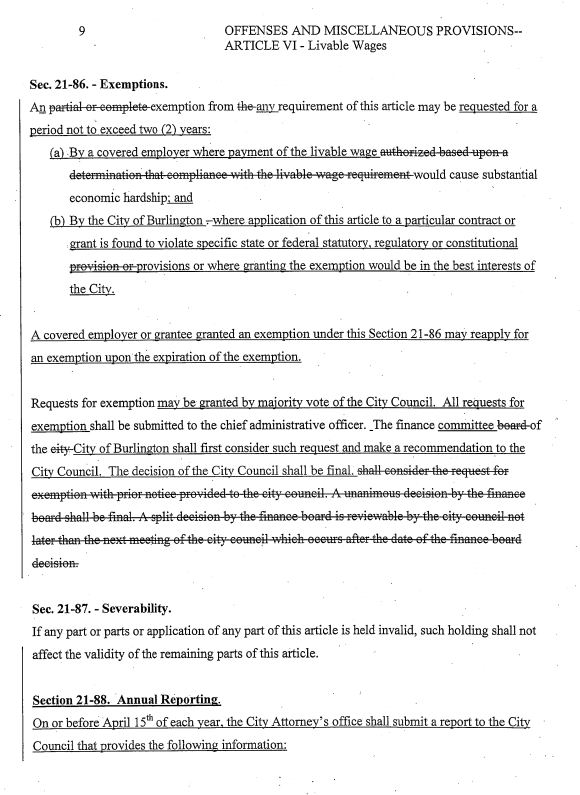 9
OFFENSES AND MISCELLANEOUS PROVISIONS--
ARTICLE VI - Livable Wages
Sec. 21-86. - Exemptions.
An partial or complete exemption from the any requirement of this article may be requested for a
period not to exceed two (2) years:
(a) By a covered employer where payment of the livable wage authorized based upon a
determination that compliance with the livable wage requirement would cause substantial
economic hardship; and
(b) By the City of Burlington , where application of this article to a particular contract or
grant is found to violate specific state or federal statutory, regulatory or constitutional
provision or provisions or where granting the exemption would be in the best interests of
the City.
A covered employer or grantee granted an exemption under this Section 21-86 may reapply for
an exemption upon the expiration of the exemption.
Requests for exemption may be granted by majority vote of the City Council. All requests for
exemption shall be submitted to the chief administrative officer. The finance committee board of
the city City of Burlington shall first consider such request and make a recommendation to the
City Council. The decision of the City Council shall be final. shall consider the request for
exemption with prior notice provided to the city council. A unanimous decision by the finance
board shall be final. A split decision by the finance board is reviewable by the city council not
later than the next meeting of the city council which occurs after the date of the finance board
decision.
Sec. 21-87. - Severability.
If any part or parts or application of any part of this article is held invalid, such holding shall not
affect the validity of the remaining parts of this article.
Section 21-88. Annual Reporting.
On or before April 15th of each year, the City Attorney's office shall submit a report to the City
Council that provides the following information: